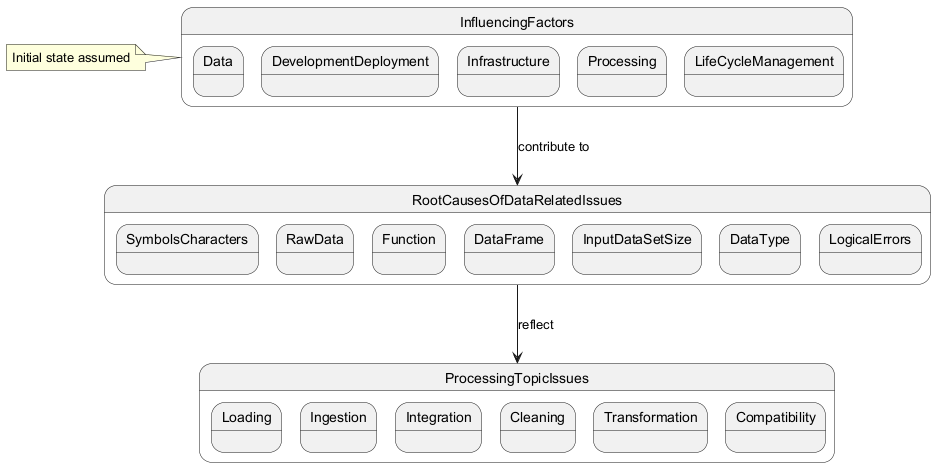 InfluencingFactors
Initial state assumed
Data
DevelopmentDeployment
Infrastructure
Processing
LifeCycleManagement
contribute to
RootCausesOfDataRelatedIssues
SymbolsCharacters
RawData
Function
DataFrame
InputDataSetSize
DataType
LogicalErrors
reflect
ProcessingTopicIssues
Loading
Ingestion
Integration
Cleaning
Transformation
Compatibility